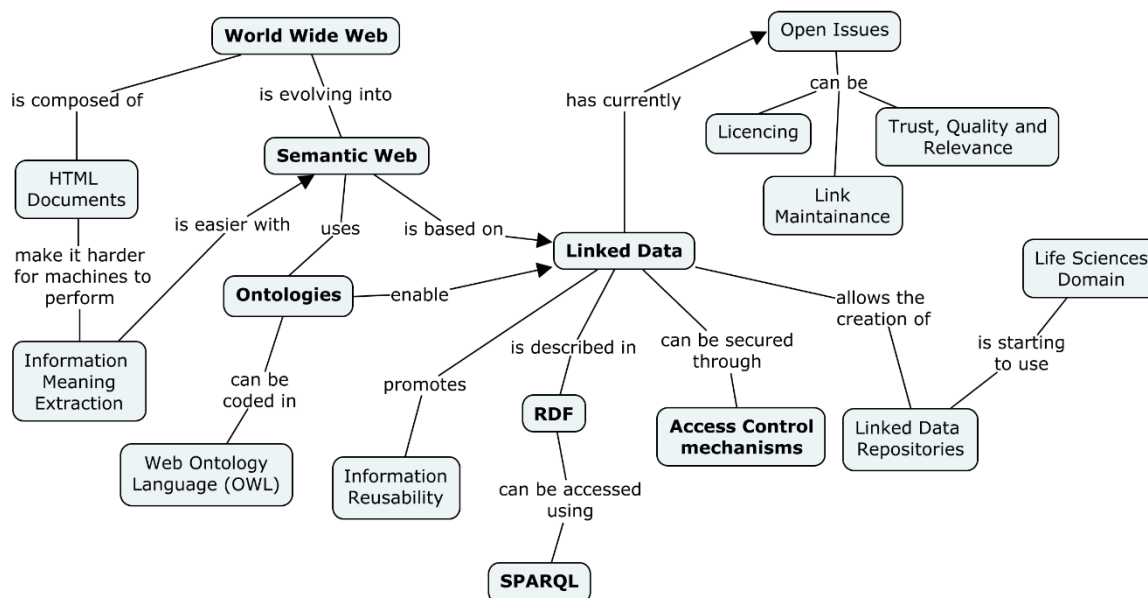 World Wide Web
Open Issues
is composed of
is evolving into
has currently
can be
Licencing
Trust, Quality and
Relevance
Semantic Web
HTML
Documents
Link
Maintainance
is easier with
uses
is based on
Linked Data
Life Sciences
Domain
make it harder
for machines to
perform
Ontologies
enable
allows the
creation of
is described in
can be secured
through
is starting
to use
Information
Meaning
Extraction
can be
coded in
promotes
RDF
Access Control
mechanisms
Linked Data
Repositories
Web Ontology
Language (OWL)
Information
Reusability
can be accessed
using
SPARQL